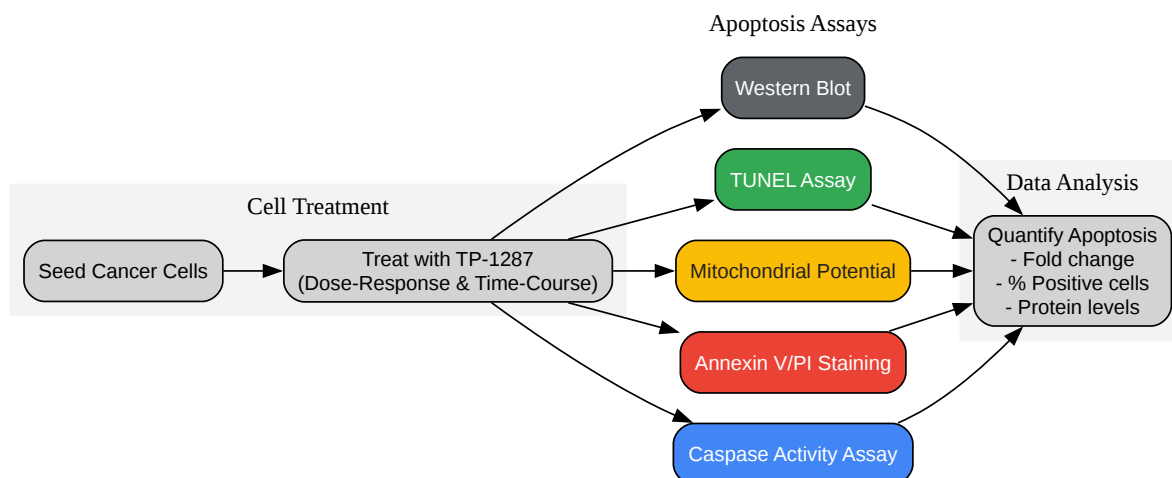 Apoptosis Assays
Western Blot
TUNEL Assay
Data Analysis
Cell Treatment
Seed Cancer Cells
Treat with TP-1287
(Dose-Response & Time-Course)
Mitochondrial Potential
Quantify Apoptosis
- Fold change
- % Positive cells
- Protein levels
Annexin V/PI Staining
Caspase Activity Assay